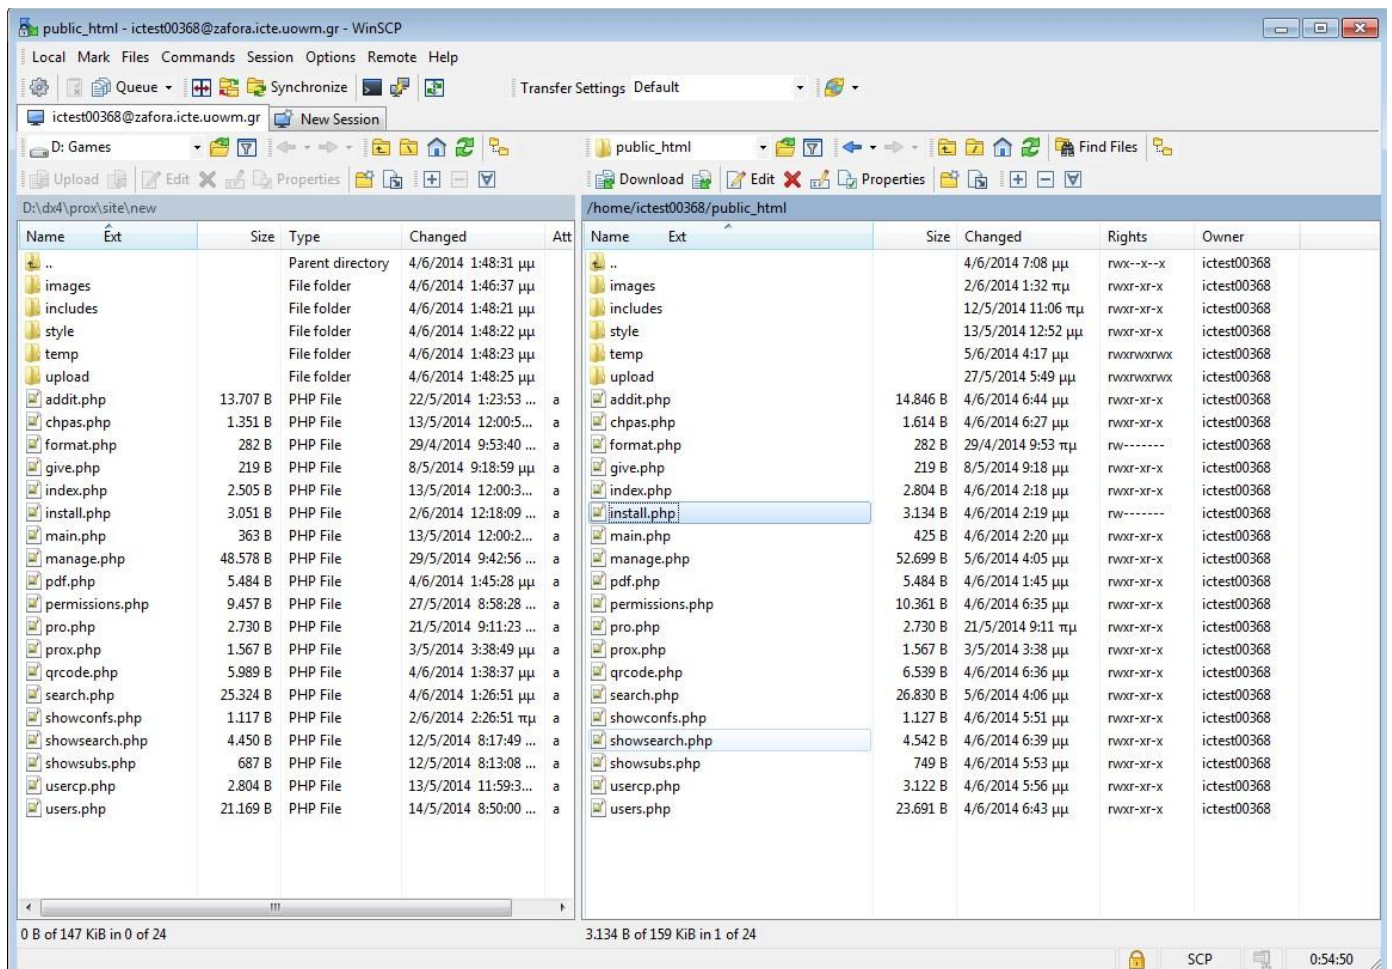 public_html - ictest00368@zafora.icte.uowm.gr - WinSCP
Local Mark Files Commands Session Options Remote Help
Queue Synchronize Transfer Settings Default
ictest00368@zafora.icte.uowm.gr New Session
D: Games public_html Find Files
Upload Edit Properties Download Edit Properties
D:\dx4\prox\site\new /home/ictest00368/public_html
Name Ext Size Type Changed Att Name Ext Size Changed Rights Owner
.. Parent directory 4/6/2014 1:48:31 μμ .. 4/6/2014 7:08 μμ rwx--x--x ictest00368
images File folder 4/6/2014 1:46:37 μμ images 2/6/2014 1:32 πμ rwxr-xr-x ictest00368
includes File folder 4/6/2014 1:48:21 μμ includes 12/5/2014 11:06 πμ rwxr-xr-x ictest00368
style File folder 4/6/2014 1:48:22 μμ style 13/5/2014 12:52 μμ rwxr-xr-x ictest00368
temp File folder 4/6/2014 1:48:23 μμ temp 5/6/2014 4:17 μμ rwxrwxrwx ictest00368
upload File folder 4/6/2014 1:48:25 μμ upload 27/5/2014 5:49 μμ rwxrwxrwx ictest00368
addit.php 13.707 B PHP File 22/5/2014 1:23:53 ... a addit.php 14.846 B 4/6/2014 6:44 μμ rwxr-xr-x ictest00368
chpas.php 1.351 B PHP File 13/5/2014 12:00:5... a chpas.php 1.614 B 4/6/2014 6:27 μμ rwxr-xr-x ictest00368
format.php 282 B PHP File 29/4/2014 9:53:40 ... a format.php 282 B 29/4/2014 9:53 πμ rw------- ictest00368
give.php 219 B PHP File 8/5/2014 9:18:59 μμ a give.php 219 B 8/5/2014 9:18 μμ rwxr-xr-x ictest00368
index.php 2.505 B PHP File 13/5/2014 12:00:3... a index.php 2.804 B 4/6/2014 2:18 μμ rwxr-xr-x ictest00368
install.php 3.051 B PHP File 2/6/2014 12:18:09 ... a install.php 3.134 B 4/6/2014 2:19 μμ rw------- ictest00368
main.php 363 B PHP File 13/5/2014 12:00:2... a main.php 425 B 4/6/2014 2:20 μμ rwxr-xr-x ictest00368
manage.php 48.578 B PHP File 29/5/2014 9:42:56 ... a manage.php 52.699 B 5/6/2014 4:05 μμ rwxr-xr-x ictest00368
pdf.php 5.484 B PHP File 4/6/2014 1:45:28 μμ a pdf.php 5.484 B 4/6/2014 1:45 μμ rwxr-xr-x ictest00368
permissions.php 9.457 B PHP File 27/5/2014 8:58:28 ... a permissions.php 10.361 B 4/6/2014 6:35 μμ rwxr-xr-x ictest00368
pro.php 2.730 B PHP File 21/5/2014 9:11:23 ... a pro.php 2.730 B 21/5/2014 9:11 πμ rwxr-xr-x ictest00368
prox.php 1.567 B PHP File 3/5/2014 3:38:49 μμ a prox.php 1.567 B 3/5/2014 3:38 μμ rwxr-xr-x ictest00368
qrcode.php 5.989 B PHP File 4/6/2014 1:38:37 μμ a qrcode.php 6.539 B 4/6/2014 6:36 μμ rwxr-xr-x ictest00368
search.php 25.324 B PHP File 4/6/2014 1:26:51 μμ a search.php 26.830 B 5/6/2014 4:06 μμ rwxr-xr-x ictest00368
showconfs.php 1.117 B PHP File 2/6/2014 2:26:51 πμ a showconfs.php 1.127 B 4/6/2014 5:51 μμ rwxr-xr-x ictest00368
showsearch.php 4.450 B PHP File 12/5/2014 8:17:49 ... a showsearch.php 4.542 B 4/6/2014 6:39 μμ rwxr-xr-x ictest00368
showsubs.php 687 B PHP File 12/5/2014 8:13:08 ... a showsubs.php 749 B 4/6/2014 5:53 μμ rwxr-xr-x ictest00368
usercp.php 2.804 B PHP File 13/5/2014 11:59:3... a usercp.php 3.122 B 4/6/2014 5:56 μμ rwxr-xr-x ictest00368
users.php 21.169 B PHP File 14/5/2014 8:50:00 ... a users.php 23.691 B 4/6/2014 6:43 μμ rwxr-xr-x ictest00368
0 B of 147 KiB in 0 of 24 3.134 B of 159 KiB in 1 of 24
SCP 0:54:50